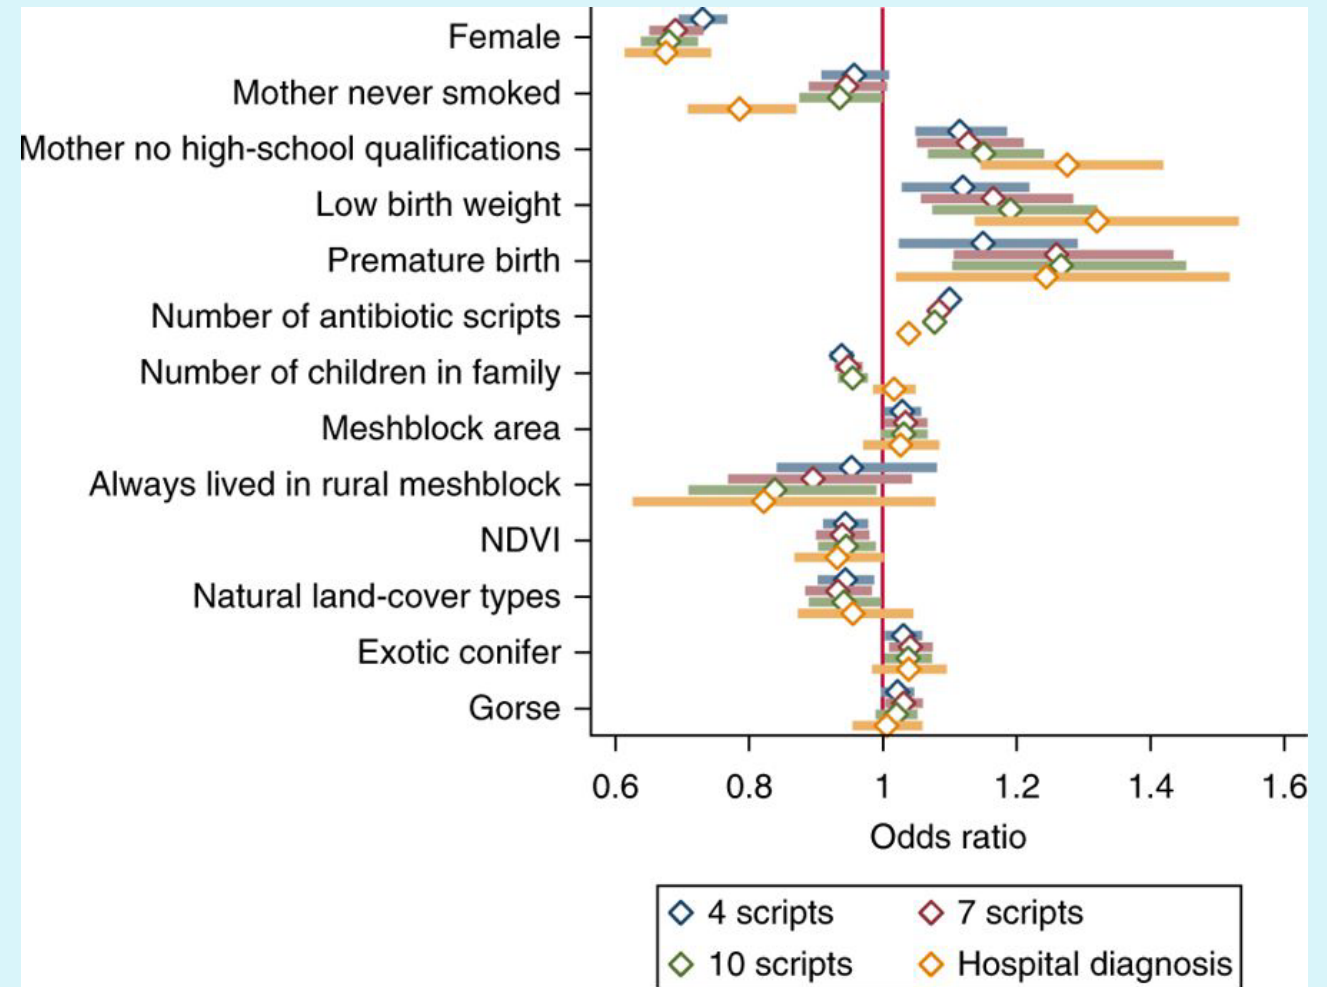 Female
Mother never smoked
Mother no high-school qualifications
Low birth weight
Premature birth
Number of antibiotic scripts
Number of children in family
Meshblock area
Always lived in rural meshblock
NDVI
Natural land-cover types
Exotic conifer
Gorse
0.6 0.8 1 1.2 1.4 1.6
Odds ratio
4 scripts 7 scripts
10 scripts Hospital diagnosis